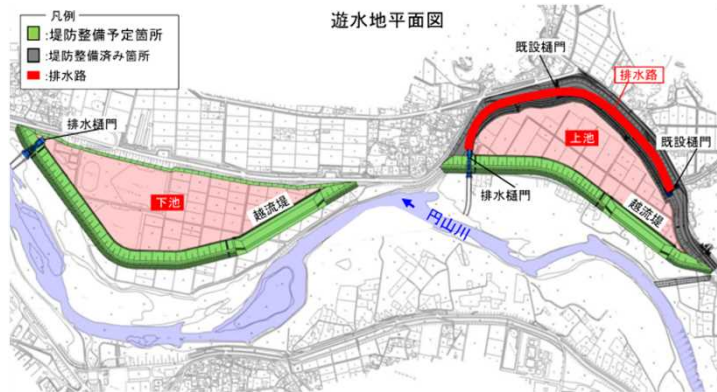 遊水地平面図
凡例
:堤防整備予定箇所
:堤防整備済み箇所
:排水路
既設樋門
排水路
排水樋門
上池
既設樋門
下池
越流堤
排水樋門
越流堤
円山川